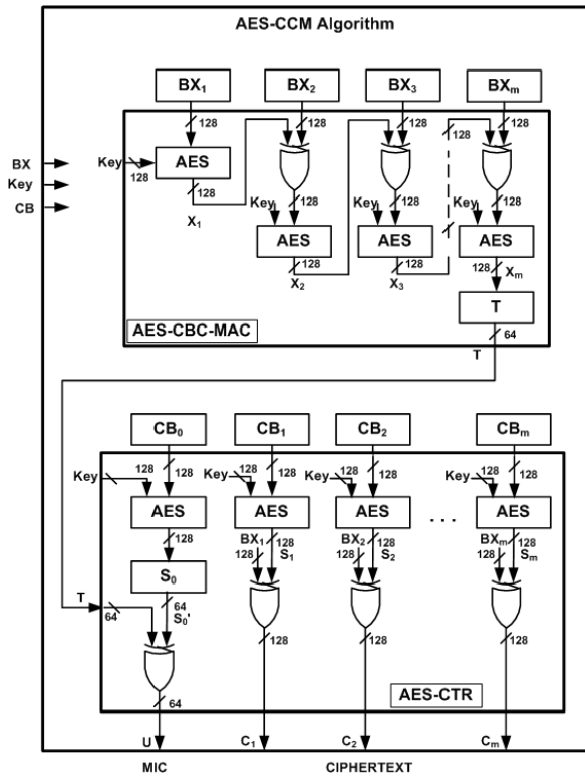 AES-CCM Algorithm
BX1 BX2 BX3 BXm
128 128 128 128
BX
Key
CB
Key 128 AES 128
X1
128
Key 128 Key 128 Key 128
AES AES AES
128 128 128 Xm
X2 X3
T
AES-CBC-MAC
64
T
CB0 CB1 CB2 CBm
Key 128 128 Key 128 128 Key 128 128 Key 128 128
AES AES AES AES
128 BX1 128 BX2 128 . . . BXm 128
128 S1 128 S2 128 Sm
S0
T 64 64
S0'
128 128 128
64
AES-CTR
U C1 C2 Cm
MIC CIPHERTEXT